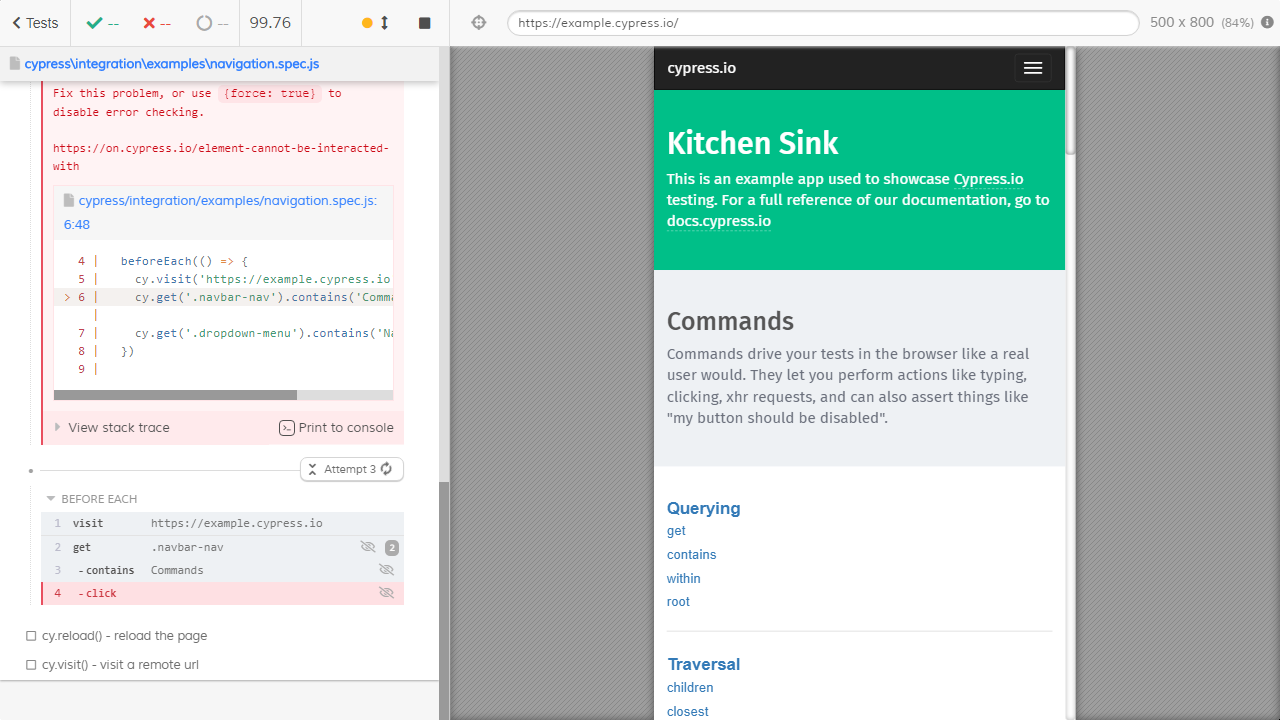 Tests
--
--
--
99.76
https://example.cypress.io/
500 x 800 (84%)
cypress\integration\examples\navigation.spec.js
Fix this problem, or use {force: true} to
disable error checking.
https://on.cypress.io/element-cannot-be-interacted-
with
cypress/integration/examples/navigation.spec.js:
6:48
4 | beforeEach(() => {
5 | cy.visit('https://example.cypress.io
> 6 | cy.get('.navbar-nav').contains('Comma
|
7 | cy.get('.dropdown-menu').contains('Na
8 | })
9 |
View stack trace
Print to console
Attempt 3
BEFORE EACH
1 visit https://example.cypress.io
2 get .navbar-nav 2
3 - contains Commands
4 - click
cy.reload() - reload the page
cy.visit() - visit a remote url
cypress.io
Kitchen Sink
This is an example app used to showcase Cypress.io
testing. For a full reference of our documentation, go to
docs.cypress.io
Commands
Commands drive your tests in the browser like a real
user would. They let you perform actions like typing,
clicking, xhr requests, and can also assert things like
"my button should be disabled".
Querying
get
contains
within
root
Traversal
children
closest